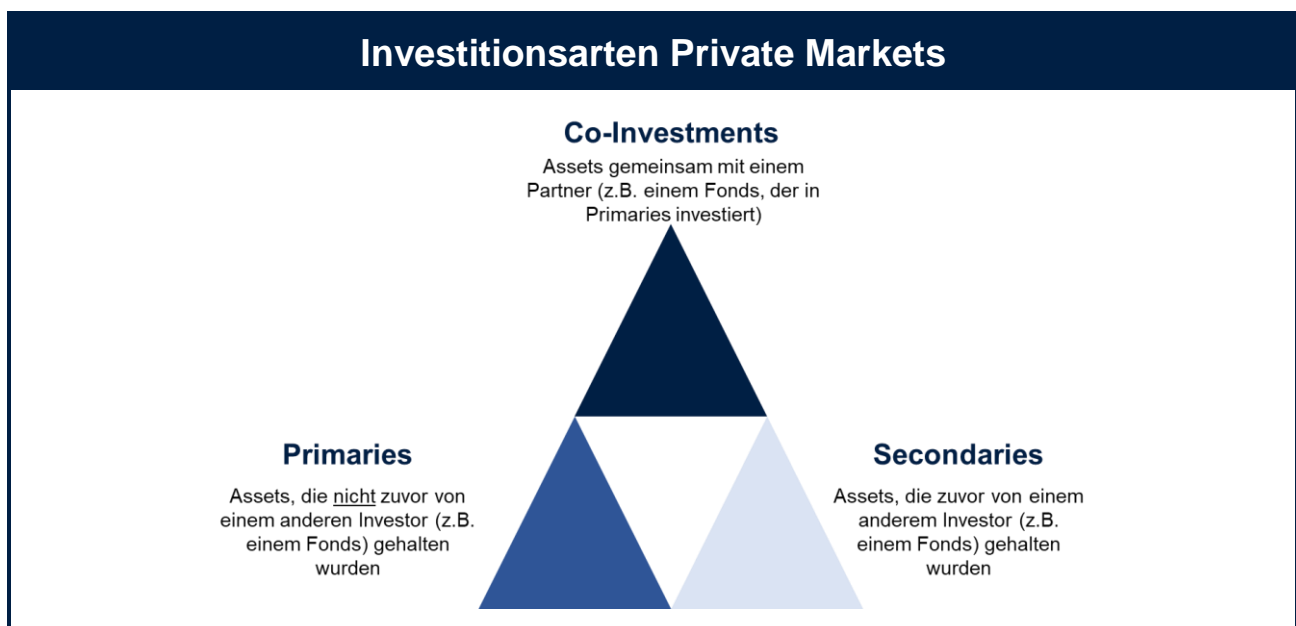 Investitionsarten Private Markets
Co-Investments
Assets gemeinsam mit einem
Partner (z.B. einem Fonds, der in
Primaries investiert)
Primaries
Assets, die nicht zuvor von
einem anderen Investor (z.B.
einem Fonds) gehalten
wurden
Secondaries
Assets, die zuvor von einem
anderem Investor (z.B.
einem Fonds) gehalten
wurden